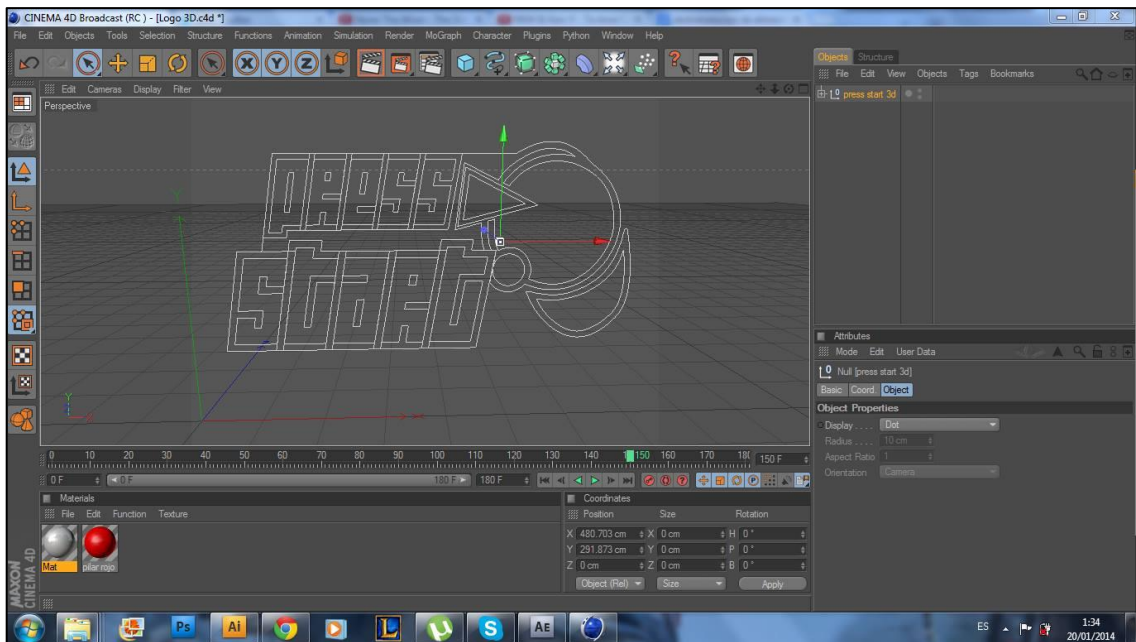 CINEMA 4D Broadcast (RC ) - [Logo 3D.c4d *]
File Edit Objects Tools Selection Structure Functions Animation Simulation Render MoGraph Character Plugins Python Window Help
X Y Z
Objects Structure
File Edit View Objects Tags Bookmarks
press start 3d
Edit Cameras Display Filter View
Perspective
press
start
Y
Attributes
Mode Edit User Data
Null [press start 3d]
Basic Coord. Object
Object Properties
Display . . . . Dot
Radius . . . . 10 cm
Aspect Ratio 1
Orientation Camera
0 10 20 30 40 50 60 70 80 90 100 110 120 130 140 150 160 170 150 F
0 F 0 F 180 F 180 F
Materials
File Edit Function Texture
Mat pilar rojo
Coordinates
Position Size Rotation
X 480.703 cm X 0 cm H 0 °
Y 291.873 cm Y 0 cm P 0 °
Z 0 cm Z 0 cm B 0 °
Object (Rel) Size Apply
MAXON
CINEMA 4D
Ps Ai L µ S AE
ES
1:34
20/01/2014